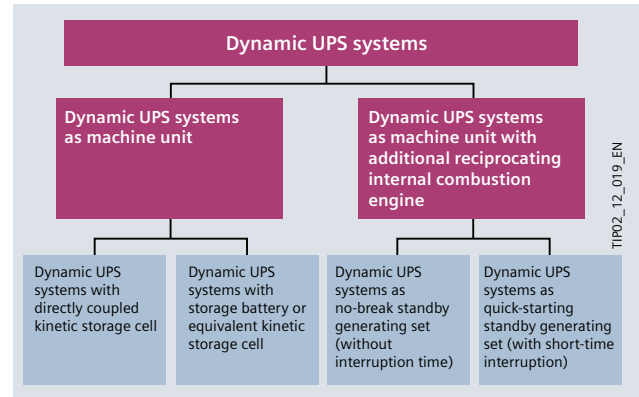 Dynamic UPS systems
Dynamic UPS systems
as machine unit
Dynamic UPS systems
as machine unit with
additional reciprocating
internal combustion
engine
Dynamic UPS
systems with
directly coupled
kinetic storage cell
Dynamic UPS
systems with
storage battery or
equivalent kinetic
storage cell
Dynamic UPS
systems as
no-break standby
generating set
(without
interruption time)
Dynamic UPS
systems as
quick-starting
standby generating
set (with short-time
interruption)
TIP02_12_019_EN